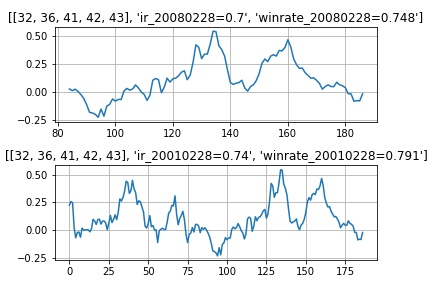 [[32, 36, 41, 42, 43], 'ir_20080228=0.7', 'winrate_20080228=0.748']
0.50
0.25
0.00
−0.25
80 100 120 140 160 180
[[32, 36, 41, 42, 43], 'ir_20010228=0.74', 'winrate_20010228=0.791']
0.50
0.25
0.00
−0.25
0 25 50 75 100 125 150 175